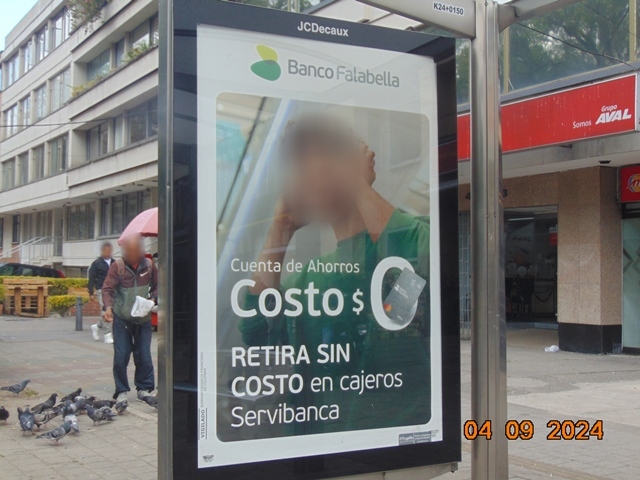 K24+0150
JCDecaux
Banco Falabella
Grupo
Somos AVAL
Cuenta de Ahorros
Costo $0
RETIRA SIN
COSTO en cajeros
Servibanca
VIGILADO
04 09 2024